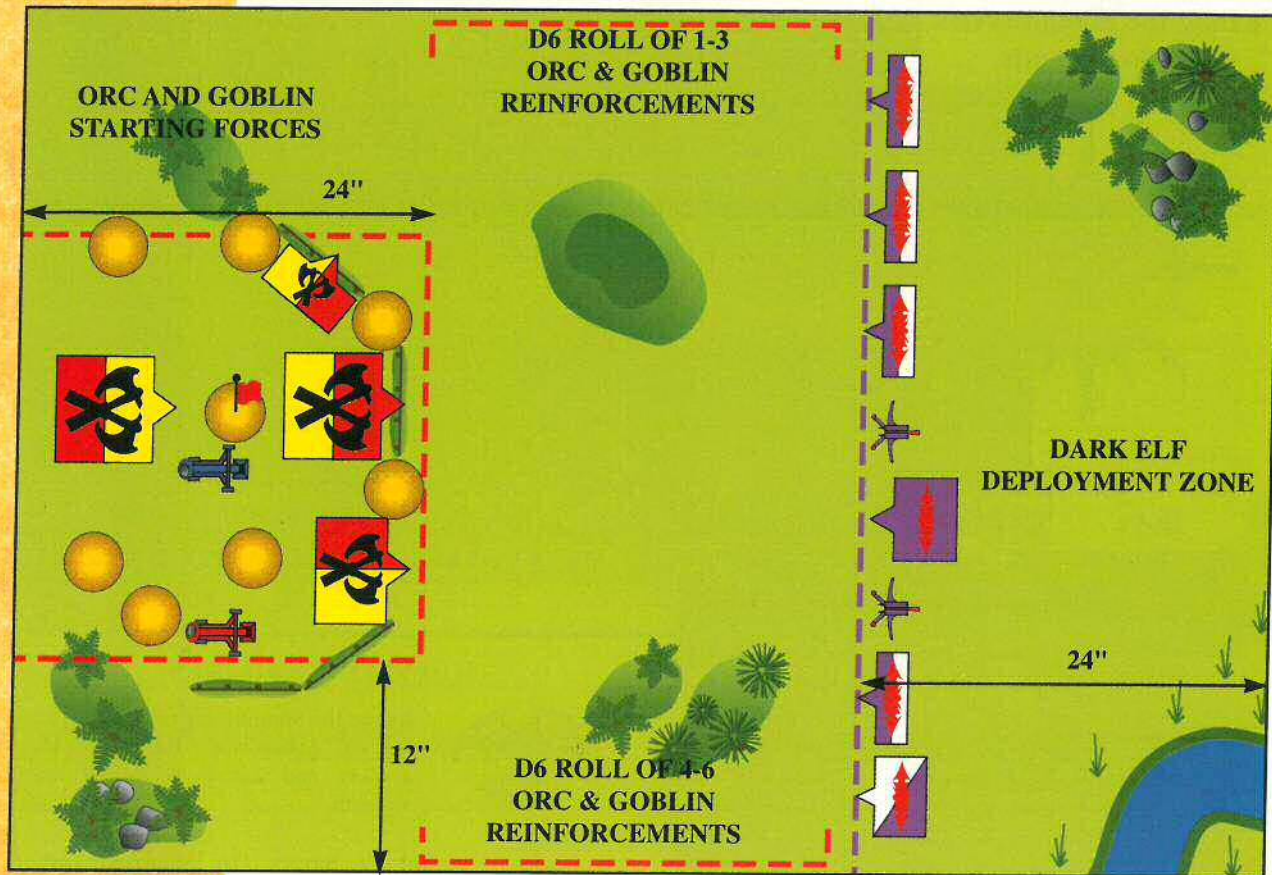 D6 ROLL OF 1-3
ORC & GOBLIN
REINFORCEMENTS
ORC AND GOBLIN
STARTING FORCES
24"
DARK ELF
DEPLOYMENT ZONE
24"
12"
D6 ROLL OF 4-6
ORC & GOBLIN
REINFORCEMENTS